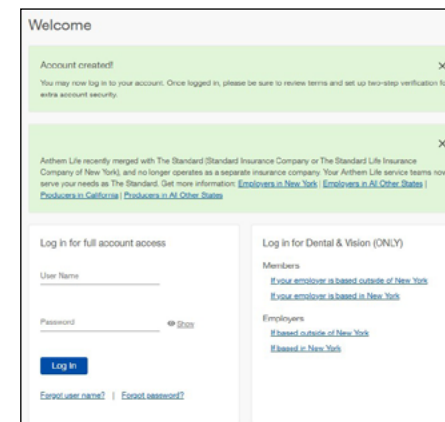 Welcome
Account created!
You may now log in to your account. Once logged in, please be sure to review terms and set up two-step verification fo
extra account security.
Anthem Life recently merged with The Standard (Standard Insurance Company or The Standard Life Insurance
Company of New York), and no longer operates as a separate insurance company. Your Anthem Life service teams now
serve your needs as The Standard. Get more information: Employers in New York | Employers in All Other States |
Producers in California | Producers in All Other States
Log in for full account access
User Name
Password
Show
Log In
Forgot user name? | Forgot password?
Log in for Dental & Vision (ONLY)
Members
If your employer is based outside of New York
If your employer is based in New York
Employers
If based outside of New York
If based in New York